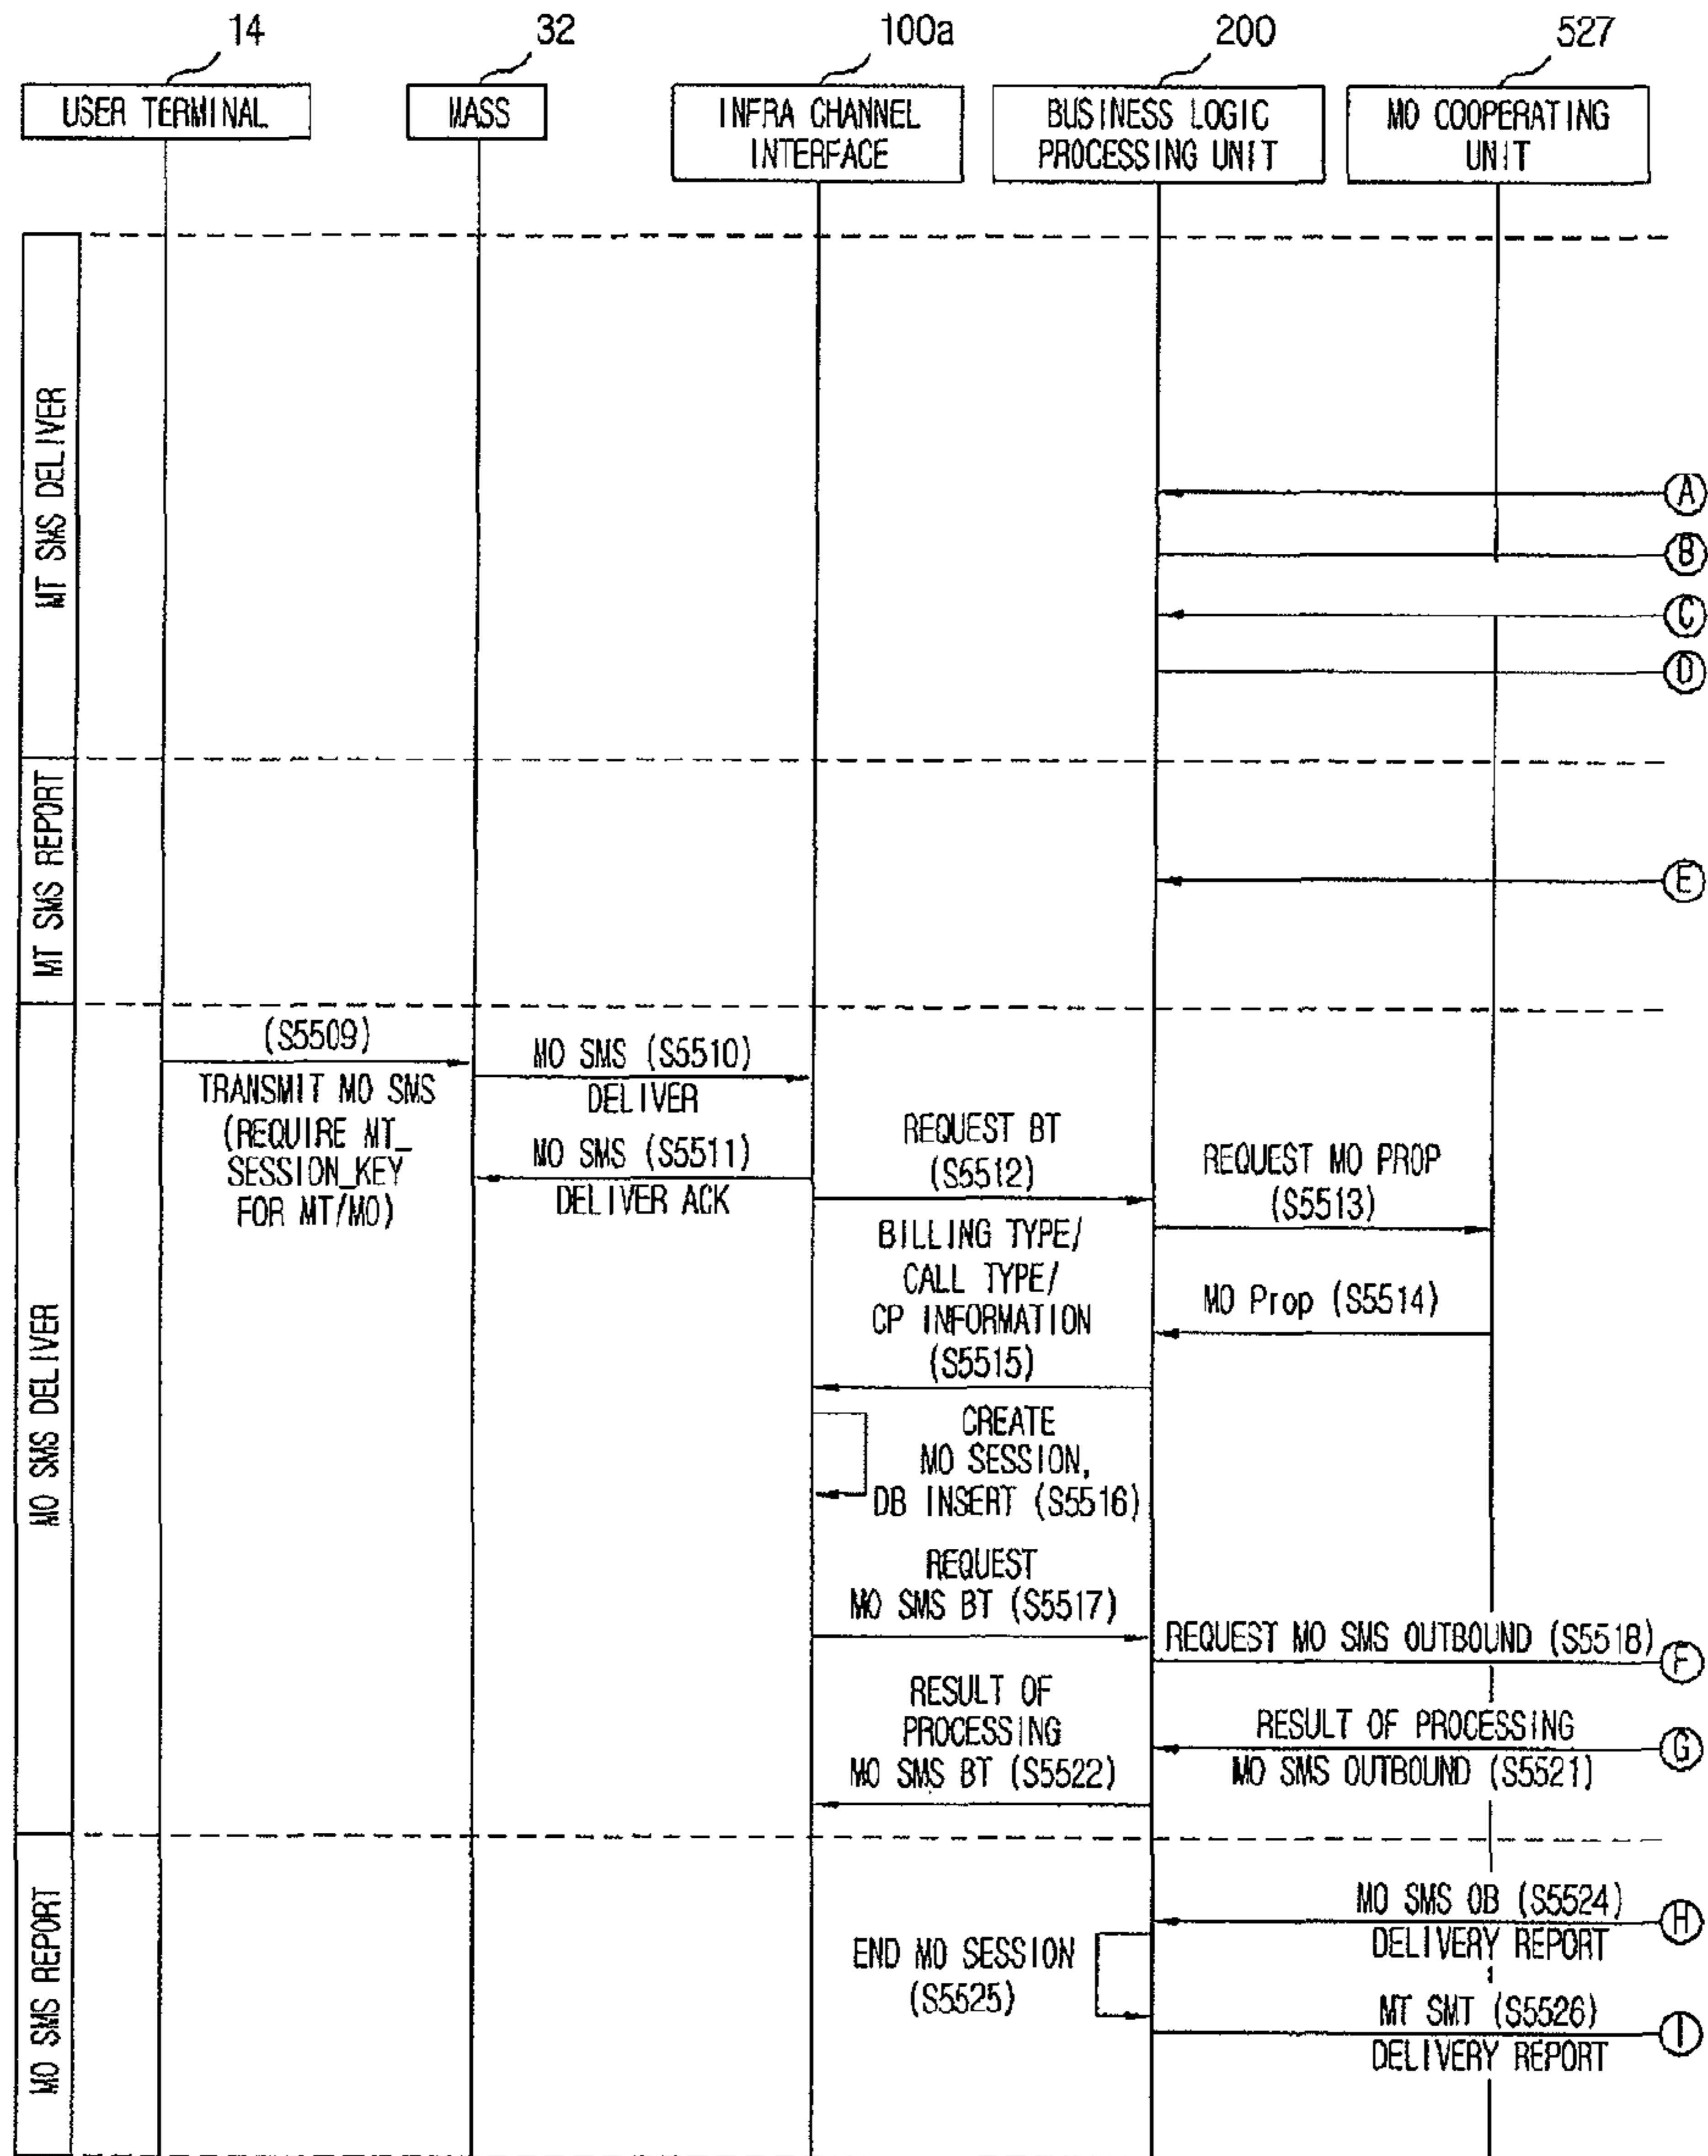 14
32
100a
200
527
USER TERMINAL
MASS
INFRA CHANNEL
INTERFACE
BUSINESS LOGIC
PROCESSING UNIT
MO COOPERATING
UNIT
MT SMS DELIVER
A
B
C
D
MT SMS REPORT
E
MO SMS DELIVER
(S5509)
TRANSMIT MO SMS
(REQUIRE MT_
SESSION_KEY
FOR MT/MO)
MO SMS (S5510)
DELIVER
MO SMS (S5511)
DELIVER ACK
REQUEST BT
(S5512)
REQUEST MO PROP
(S5513)
MO Prop (S5514)
BILLING TYPE/
CALL TYPE/
CP INFORMATION
(S5515)
CREATE
MO SESSION,
DB INSERT (S5516)
REQUEST
MO SMS BT (S5517)
REQUEST MO SMS OUTBOUND (S5518)
F
RESULT OF PROCESSING
MO SMS OUTBOUND (S5521)
G
RESULT OF
PROCESSING
MO SMS BT (S5522)
MO SMS REPORT
MO SMS OB (S5524)
DELIVERY REPORT
H
END MO SESSION
(S5525)
MT SMT (S5526)
DELIVERY REPORT
I